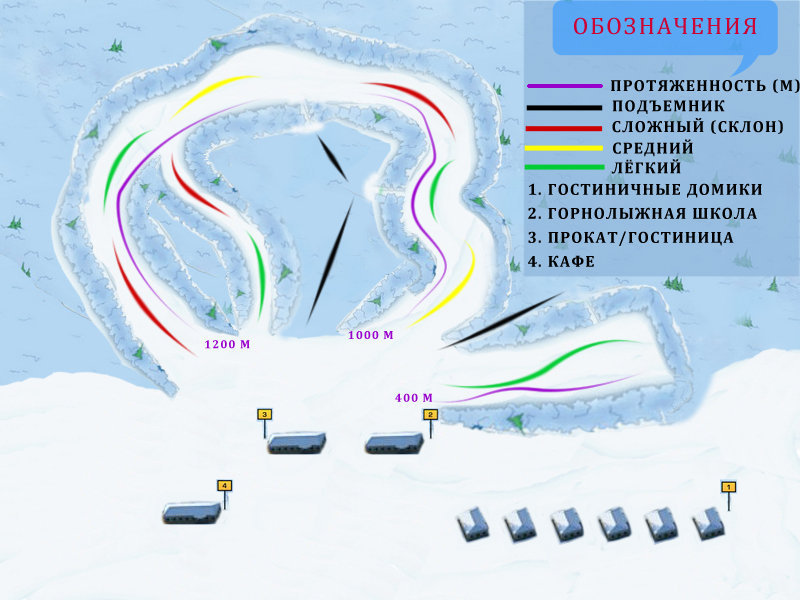 ОБОЗНАЧЕНИЯ
ПРОТЯЖЕННОСТЬ (М)
ПОДЪЕМНИК
СЛОЖНЫЙ (СКЛОН)
СРЕДНИЙ
ЛЁГКИЙ
1. ГОСТИНИЧНЫЕ ДОМИКИ
2. ГОРНОЛЫЖНАЯ ШКОЛА
3. ПРОКАТ/ГОСТИНИЦА
4. КАФЕ
1200 М
1000 М
400 М
3
2
4
1